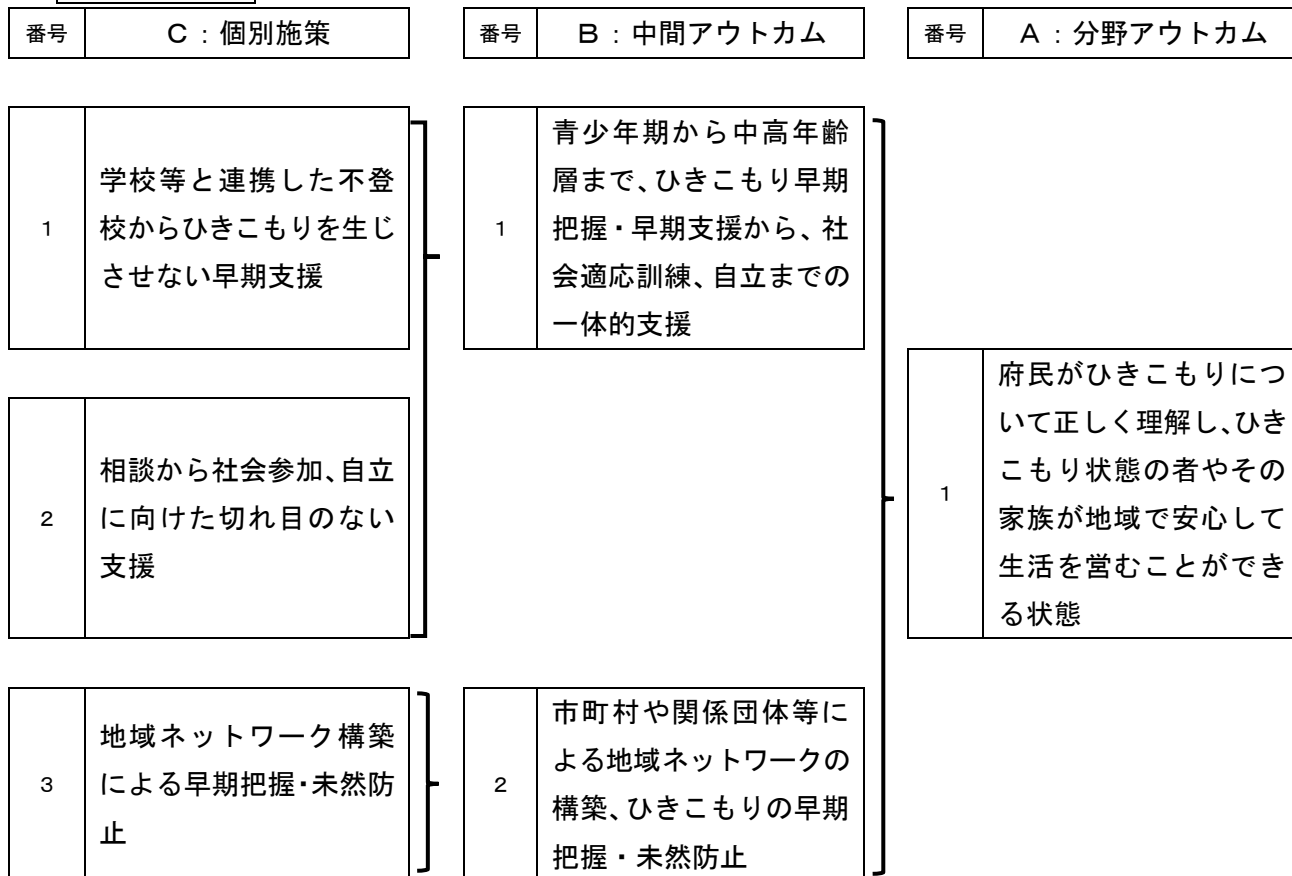 番号
C：個別施策
番号
B：中間アウトカム
番号
A：分野アウトカム
1
学校等と連携した不登
校からひきこもりを生じ
させない早期支援
1
青少年期から中高年齢
層まで、ひきこもり早期
把握・早期支援から、社
会適応訓練、自立までの
一体的支援
2
相談から社会参加、自立
に向けた切れ目のない
支援
1
府民がひきこもりにつ
いて正しく理解し、ひき
こもり状態の者やその
家族が地域で安心して
生活を営むことができ
る状態
3
地域ネットワーク構築
による早期把握・未然防
止
2
市町村や関係団体等に
よる地域ネットワークの
構築、ひきこもりの早期
把握・未然防止